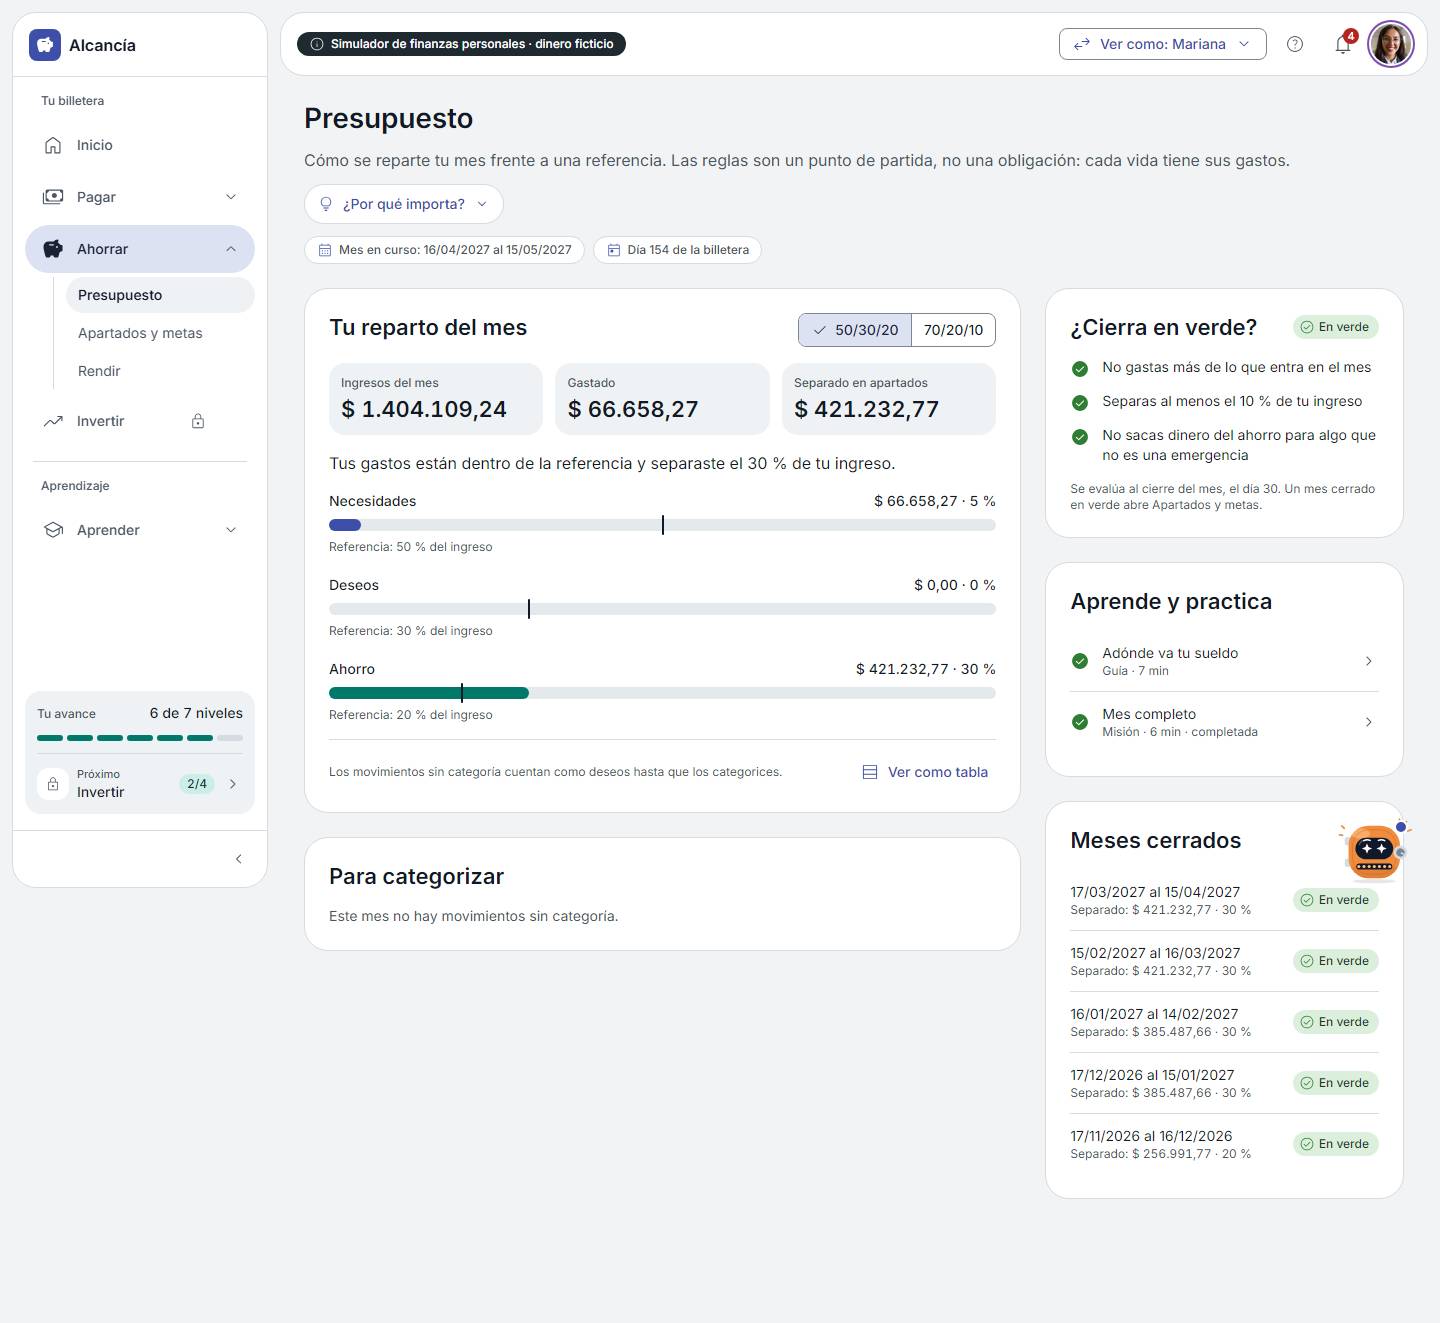 Alcancía
Tu billetera
Inicio
Pagar
Ahorrar
Presupuesto
Apartados y metas
Rendir
Invertir
Aprendizaje
Aprender
Tu avance
6 de 7 niveles
Próximo
Invertir
2/4
Simulador de finanzas personales · dinero ficticio
Ver como: Mariana
4
Presupuesto
Cómo se reparte tu mes frente a una referencia. Las reglas son un punto de partida, no una obligación: cada vida tiene sus gastos.
¿Por qué importa?
Mes en curso: 16/04/2027 al 15/05/2027
Día 154 de la billetera
Tu reparto del mes
50/30/20
70/20/10
Ingresos del mes
$ 1.404.109,24
Gastado
$ 66.658,27
Separado en apartados
$ 421.232,77
Tus gastos están dentro de la referencia y separaste el 30 % de tu ingreso.
Necesidades
$ 66.658,27 · 5 %
Referencia: 50 % del ingreso
Deseos
$ 0,00 · 0 %
Referencia: 30 % del ingreso
Ahorro
$ 421.232,77 · 30 %
Referencia: 20 % del ingreso
Los movimientos sin categoría cuentan como deseos hasta que los categorices.
Ver como tabla
Para categorizar
Este mes no hay movimientos sin categoría.
¿Cierra en verde?
En verde
No gastas más de lo que entra en el mes
Separas al menos el 10 % de tu ingreso
No sacas dinero del ahorro para algo que
no es una emergencia
Se evalúa al cierre del mes, el día 30. Un mes cerrado
en verde abre Apartados y metas.
Aprende y practica
Adónde va tu sueldo
Guía · 7 min
Mes completo
Misión · 6 min · completada
Meses cerrados
17/03/2027 al 15/04/2027
Separado: $ 421.232,77 · 30 %
En verde
15/02/2027 al 16/03/2027
Separado: $ 421.232,77 · 30 %
En verde
16/01/2027 al 14/02/2027
Separado: $ 385.487,66 · 30 %
En verde
17/12/2026 al 15/01/2027
Separado: $ 385.487,66 · 30 %
En verde
17/11/2026 al 16/12/2026
Separado: $ 256.991,77 · 20 %
En verde